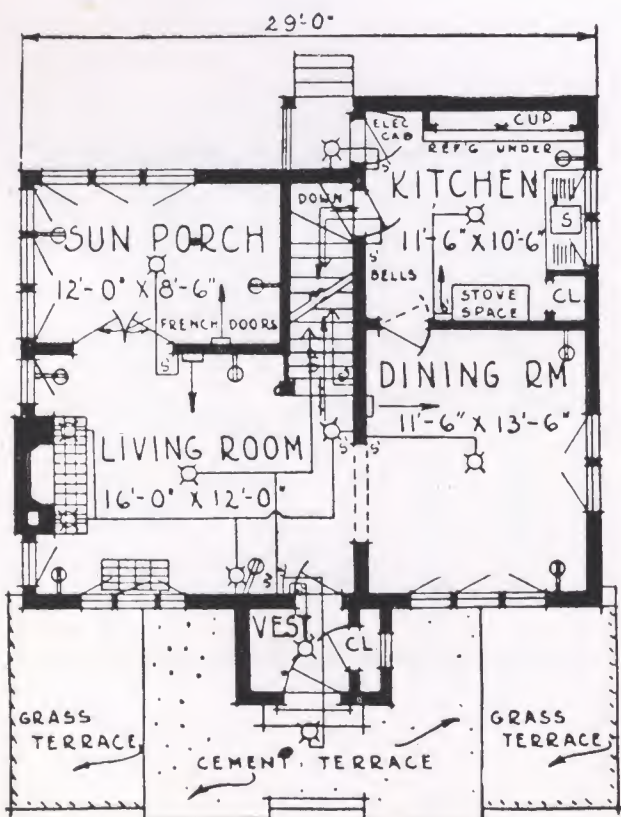 29'-0"
ELEC
CAB
CUP.
REF'G UNDER
KITCHEN
11'-6" X 10'-6"
S
DOWN
SUN PORCH
12'-0" X 8'-6"
BELLS
STOVE
SPACE
CL.
FRENCH DOORS
DINING RM
11'-6" X 13'-6"
LIVING ROOM
16'-0" X 12'-0"
VES
CL
GRASS
TERRACE
CEMENT TERRACE
GRASS
TERRACE